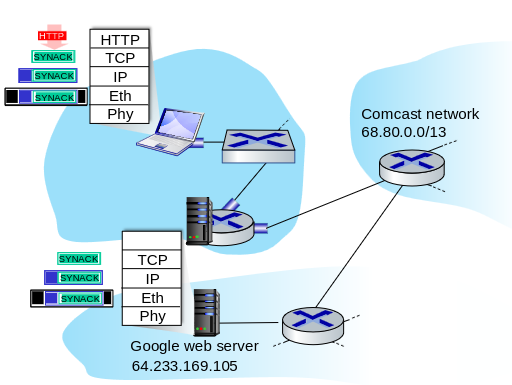 HTTP
SYNACK
SYNACK
SYNACK
HTTP
TCP
IP
Eth
Phy
Comcast network
68.80.0.0/13
SYNACK
SYNACK
SYNACK
TCP
IP
Eth
Phy
Google web server
64.233.169.105